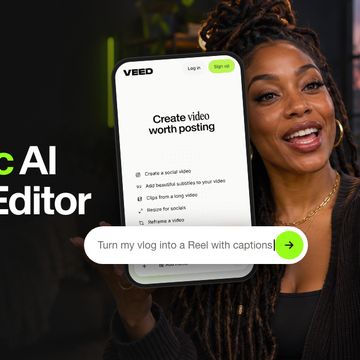 c AI
Editor
VEED
Log in
Sign up
Create video
worth posting
Create a social video
Add beautiful subtitles to your video
Clips from a long video
Resize for socials
Reframe a video
Turn my vlog into a Reel with captions